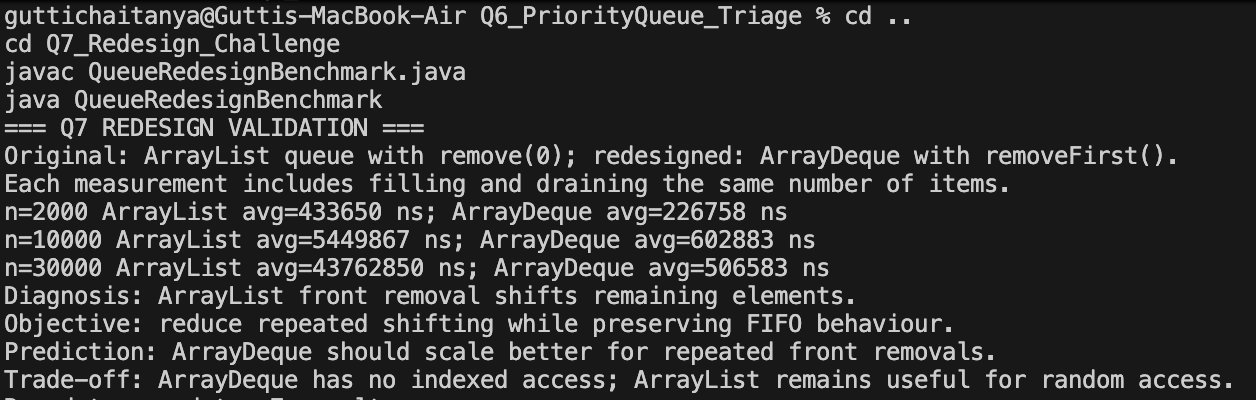 guttichaitanya@Guttis-MacBook-Air Q6_PriorityQueue_Triage % cd ..
cd Q7_Redesign_Challenge
javac QueueRedesignBenchmark.java
java QueueRedesignBenchmark
=== Q7 REDESIGN VALIDATION ===
Original: ArrayList queue with remove(0); redesigned: ArrayDeque with removeFirst().
Each measurement includes filling and draining the same number of items.
n=2000 ArrayList avg=433650 ns; ArrayDeque avg=226758 ns
n=10000 ArrayList avg=5449867 ns; ArrayDeque avg=602883 ns
n=30000 ArrayList avg=43762850 ns; ArrayDeque avg=506583 ns
Diagnosis: ArrayList front removal shifts remaining elements.
Objective: reduce repeated shifting while preserving FIFO behaviour.
Prediction: ArrayDeque should scale better for repeated front removals.
Trade-off: ArrayDeque has no indexed access; ArrayList remains useful for random access.